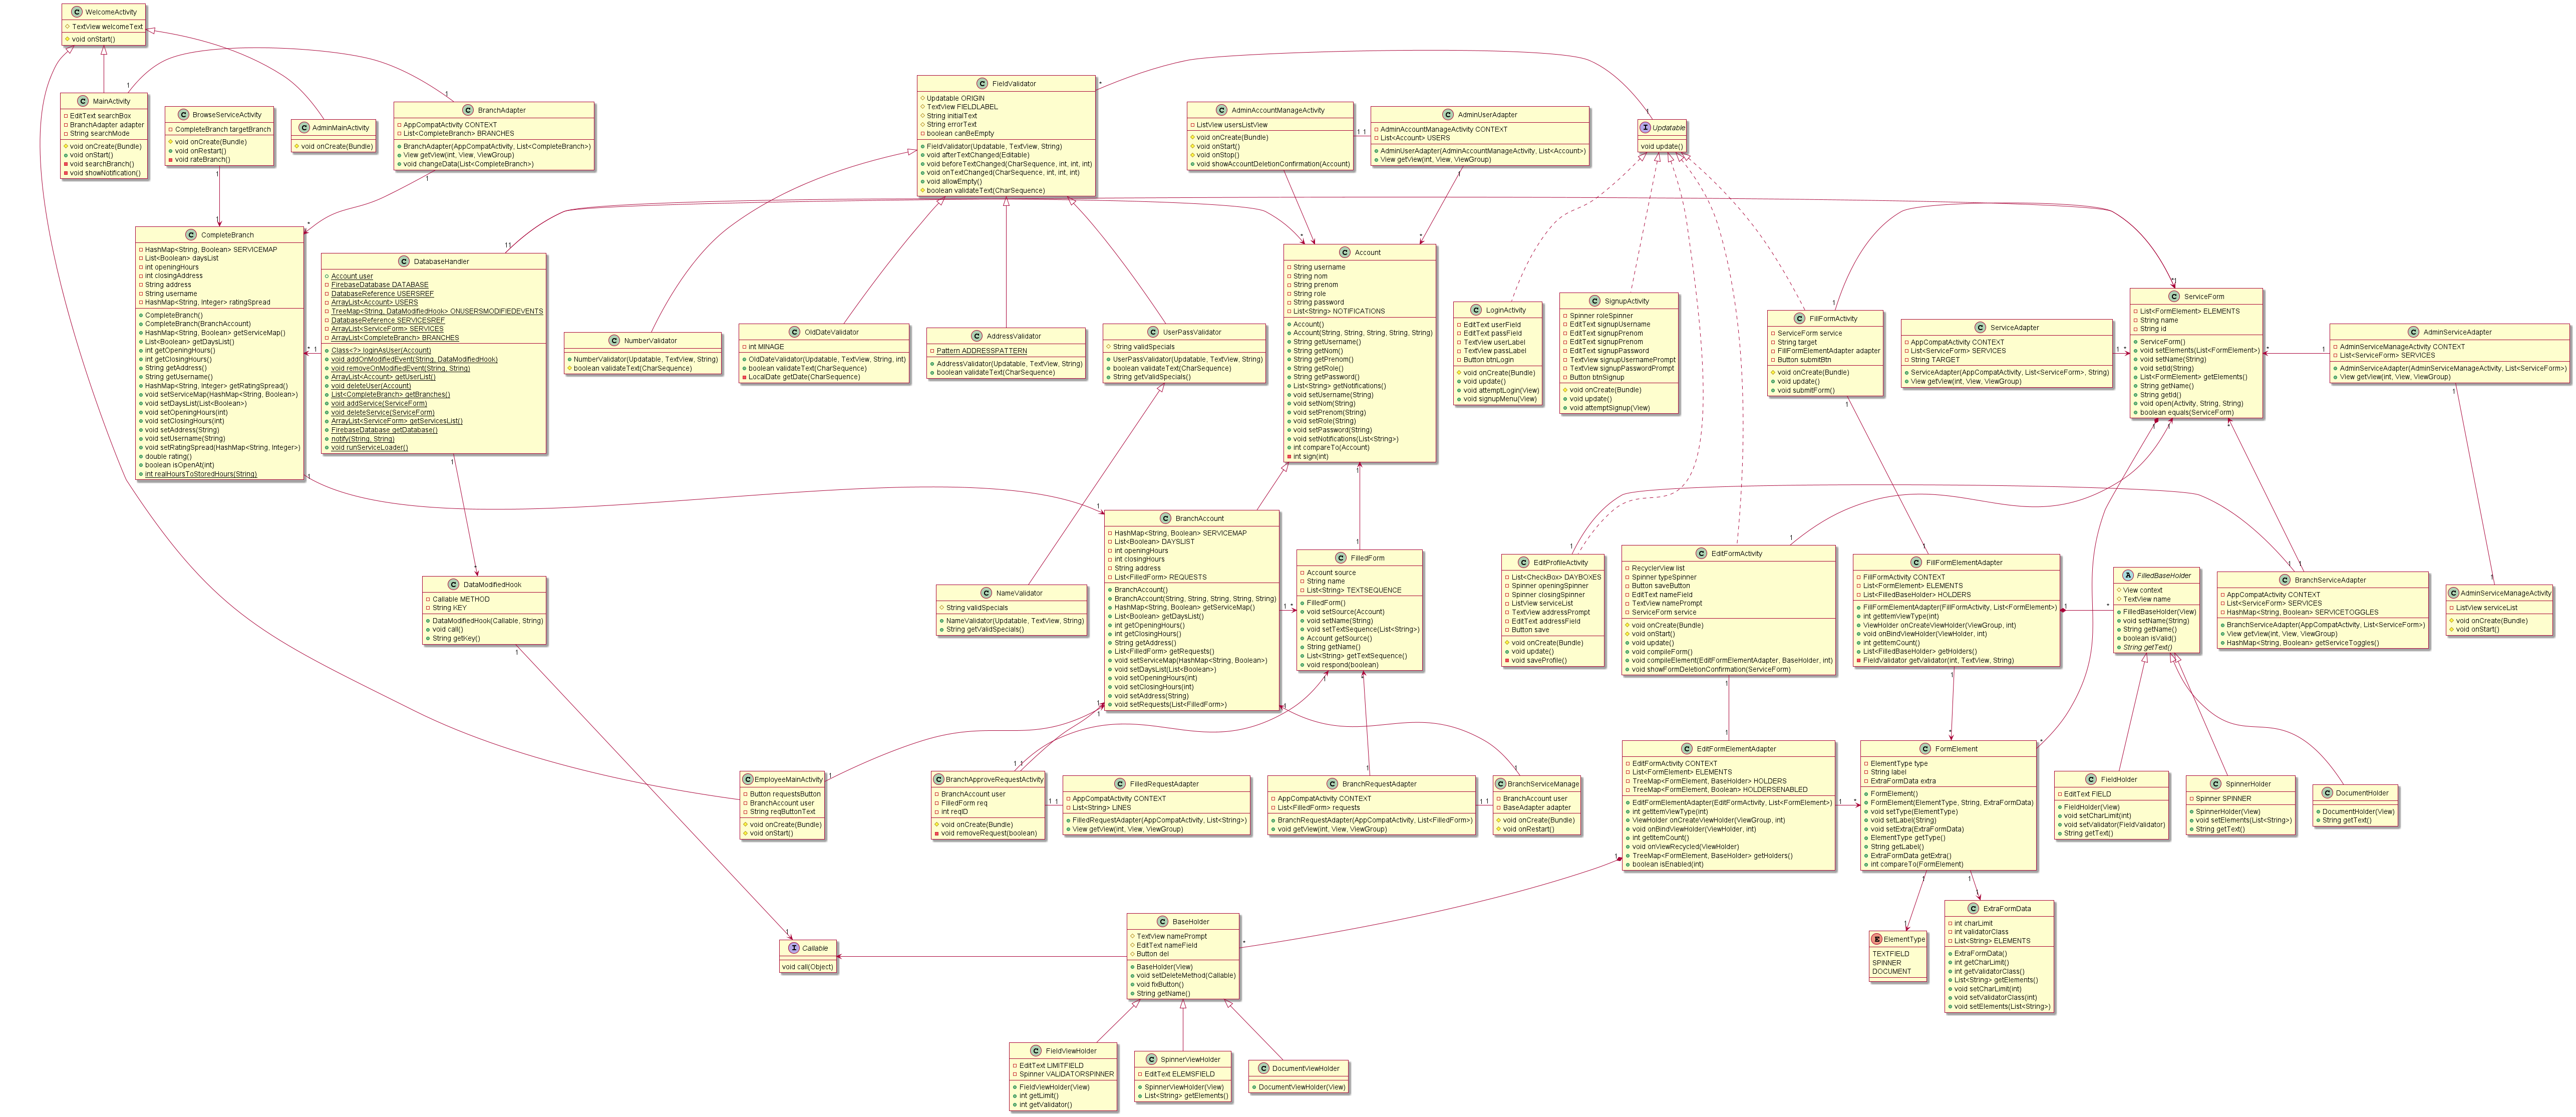 WelcomeActivity
TextView welcomeText
void onStart()
MainActivity
EditText searchBox
BranchAdapter adapter
String searchMode
void onCreate(Bundle)
void onStart()
void searchBranch()
void showNotification()
BrowseServiceActivity
CompleteBranch targetBranch
void onCreate(Bundle)
void onRestart()
void rateBranch()
AdminMainActivity
void onCreate(Bundle)
BranchAdapter
AppCompatActivity CONTEXT
List<CompleteBranch> BRANCHES
BranchAdapter(AppCompatActivity, List<CompleteBranch>)
View getView(int, View, ViewGroup)
void changeData(List<CompleteBranch>)
FieldValidator
Updatable ORIGIN
TextView FIELDLABEL
String initialText
String errorText
boolean canBeEmpty
FieldValidator(Updatable, TextView, String)
void afterTextChanged(Editable)
void beforeTextChanged(CharSequence, int, int, int)
void onTextChanged(CharSequence, int, int, int)
void allowEmpty()
boolean validateText(CharSequence)
AdminAccountManageActivity
ListView usersListView
void onCreate(Bundle)
void onStart()
void onStop()
void showAccountDeletionConfirmation(Account)
AdminUserAdapter
AdminAccountManageActivity CONTEXT
List<Account> USERS
AdminUserAdapter(AdminAccountManageActivity, List<Account>)
View getView(int, View, ViewGroup)
Updatable
void update()
CompleteBranch
HashMap<String, Boolean> SERVICEMAP
List<Boolean> daysList
int openingHours
int closingAddress
String address
String username
HashMap<String, Integer> ratingSpread
CompleteBranch()
CompleteBranch(BranchAccount)
HashMap<String, Boolean> getServiceMap()
List<Boolean> getDaysList()
int getOpeningHours()
int getClosingHours()
String getAddress()
String getUsername()
HashMap<String, Integer> getRatingSpread()
void setServiceMap(HashMap<String, Boolean>)
void setDaysList(List<Boolean>)
void setOpeningHours(int)
void setClosingHours(int)
void setAddress(String)
void setUsername(String)
void setRatingSpread(HashMap<String, Integer>)
double rating()
boolean isOpenAt(int)
int realHoursToStoredHours(String)
DatabaseHandler
Account user
FirebaseDatabase DATABASE
DatabaseReference USERSREF
ArrayList<Account> USERS
TreeMap<String, DataModifiedHook> ONUSERSMODIFIEDEVENTS
DatabaseReference SERVICESREF
ArrayList<ServiceForm> SERVICES
ArrayList<CompleteBranch> BRANCHES
Class<?> loginAsUser(Account)
void addOnModifiedEvent(String, DataModifiedHook)
void removeOnModifiedEvent(String, String)
ArrayList<Account> getUserList()
void deleteUser(Account)
List<CompleteBranch> getBranches()
void addService(ServiceForm)
void deleteService(ServiceForm)
ArrayList<ServiceForm> getServicesList()
FirebaseDatabase getDatabase()
notify(String, String)
void runServiceLoader()
NumberValidator
NumberValidator(Updatable, TextView, String)
boolean validateText(CharSequence)
OldDateValidator
int MINAGE
OldDateValidator(Updatable, TextView, String, int)
boolean validateText(CharSequence)
LocalDate getDate(CharSequence)
AddressValidator
Pattern ADDRESSPATTERN
AddressValidator(Updatable, TextView, String)
boolean validateText(CharSequence)
UserPassValidator
String validSpecials
UserPassValidator(Updatable, TextView, String)
boolean validateText(CharSequence)
String getValidSpecials()
Account
String username
String nom
String prenom
String role
String password
List<String> NOTIFICATIONS
Account()
Account(String, String, String, String, String)
String getUsername()
String getNom()
String getPrenom()
String getRole()
String getPassword()
List<String> getNotifications()
void setUsername(String)
void setNom(String)
void setPrenom(String)
void setRole(String)
void setPassword(String)
void setNotifications(List<String>)
int compareTo(Account)
int sign(int)
LoginActivity
EditText userField
EditText passField
TextView userLabel
TextView passLabel
Button btnLogin
void onCreate(Bundle)
void update()
void attemptLogin(View)
void signupMenu(View)
SignupActivity
Spinner roleSpinner
EditText signupUsername
EditText signupPrenom
EditText signupPrenom
EditText signupPassword
TextView signupUsernamePrompt
TextView signupPasswordPrompt
Button btnSignup
void onCreate(Bundle)
void update()
void attemptSignup(View)
FillFormActivity
ServiceForm service
String target
FillFormElementAdapter adapter
Button submitBtn
void onCreate(Bundle)
void update()
void submitForm()
ServiceAdapter
AppCompatActivity CONTEXT
List<ServiceForm> SERVICES
String TARGET
ServiceAdapter(AppCompatActivity, List<ServiceForm>, String)
View getView(int, View, ViewGroup)
ServiceForm
List<FormElement> ELEMENTS
String name
String id
ServiceForm()
void setElements(List<FormElement>)
void setName(String)
void setId(String)
List<FormElement> getElements()
String getName()
String getId()
void open(Activity, String, String)
boolean equals(ServiceForm)
AdminServiceAdapter
AdminServiceManageActivity CONTEXT
List<ServiceForm> SERVICES
AdminServiceAdapter(AdminServiceManageActivity, List<ServiceForm>)
View getView(int, View, ViewGroup)
DataModifiedHook
Callable METHOD
String KEY
DataModifiedHook(Callable, String)
void call()
String getKey()
NameValidator
String validSpecials
NameValidator(Updatable, TextView, String)
String getValidSpecials()
BranchAccount
HashMap<String, Boolean> SERVICEMAP
List<Boolean> DAYSLIST
int openingHours
int closingHours
String address
List<FilledForm> REQUESTS
BranchAccount()
BranchAccount(String, String, String, String, String)
HashMap<String, Boolean> getServiceMap()
List<Boolean> getDaysList()
int getOpeningHours()
int getClosingHours()
String getAddress()
List<FilledForm> getRequests()
void setServiceMap(HashMap<String, Boolean>)
void setDaysList(List<Boolean>)
void setOpeningHours(int)
void setClosingHours(int)
void setAddress(String)
void setRequests(List<FilledForm>)
FilledForm
Account source
String name
List<String> TEXTSEQUENCE
FilledForm()
void setSource(Account)
void setName(String)
void setTextSequence(List<String>)
Account getSource()
String getName()
List<String> getTextSequence()
void respond(boolean)
EditProfileActivity
List<CheckBox> DAYBOXES
Spinner openingSpinner
Spinner closingSpinner
ListView serviceList
TextView addressPrompt
EditText addressField
Button save
void onCreate(Bundle)
void update()
void saveProfile()
EditFormActivity
RecyclerView list
Spinner typeSpinner
Button saveButton
EditText nameField
TextView namePrompt
ServiceForm service
void onCreate(Bundle)
void onStart()
void update()
void compileForm()
void compileElement(EditFormElementAdapter, BaseHolder, int)
void showFormDeletionConfirmation(ServiceForm)
FillFormElementAdapter
FillFormActivity CONTEXT
List<FormElement> ELEMENTS
List<FilledBaseHolder> HOLDERS
FillFormElementAdapter(FillFormActivity, List<FormElement>)
int getItemViewType(int)
ViewHolder onCreateViewHolder(ViewGroup, int)
void onBindViewHolder(ViewHolder, int)
int getItemCount()
List<FilledBaseHolder> getHolders()
FieldValidator getValidator(int, TextView, String)
FilledBaseHolder
View context
TextView name
FilledBaseHolder(View)
void setName(String)
String getName()
boolean isValid()
String getText()
BranchServiceAdapter
AppCompatActivity CONTEXT
List<ServiceForm> SERVICES
HashMap<String, Boolean> SERVICETOGGLES
BranchServiceAdapter(AppCompatActivity, List<ServiceForm>)
View getView(int, View, ViewGroup)
HashMap<String, Boolean> getServiceToggles()
AdminServiceManageActivity
ListView serviceList
void onCreate(Bundle)
void onStart()
EmployeeMainActivity
Button requestsButton
BranchAccount user
String reqButtonText
void onCreate(Bundle)
void onStart()
BranchApproveRequestActivity
BranchAccount user
FilledForm req
int reqID
void onCreate(Bundle)
void removeRequest(boolean)
FilledRequestAdapter
AppCompatActivity CONTEXT
List<String> LINES
FilledRequestAdapter(AppCompatActivity, List<String>)
View getView(int, View, ViewGroup)
BranchRequestAdapter
AppCompatActivity CONTEXT
List<FilledForm> requests
BranchRequestAdapter(AppCompatActivity, List<FilledForm>)
void getView(int, View, ViewGroup)
BranchServiceManage
BranchAccount user
BaseAdapter adapter
void onCreate(Bundle)
void onRestart()
EditFormElementAdapter
EditFormActivity CONTEXT
List<FormElement> ELEMENTS
TreeMap<FormElement, BaseHolder> HOLDERS
TreeMap<FormElement, Boolean> HOLDERSENABLED
EditFormElementAdapter(EditFormActivity, List<FormElement>)
int getItemViewType(int)
ViewHolder onCreateViewHolder(ViewGroup, int)
void onBindViewHolder(ViewHolder, int)
int getItemCount()
void onViewRecycled(ViewHolder)
TreeMap<FormElement, BaseHolder> getHolders()
boolean isEnabled(int)
FormElement
ElementType type
String label
ExtraFormData extra
FormElement()
FormElement(ElementType, String, ExtraFormData)
void setType(ElementType)
void setLabel(String)
void setExtra(ExtraFormData)
ElementType getType()
String getLabel()
ExtraFormData getExtra()
int compareTo(FormElement)
FieldHolder
EditText FIELD
FieldHolder(View)
void setCharLimit(int)
void setValidator(FieldValidator)
String getText()
SpinnerHolder
Spinner SPINNER
SpinnerHolder(View)
void setElements(List<String>)
String getText()
DocumentHolder
DocumentHolder(View)
String getText()
Callable
void call(Object)
BaseHolder
TextView namePrompt
EditText nameField
Button del
BaseHolder(View)
void setDeleteMethod(Callable)
void fixButton()
String getName()
ElementType
TEXTFIELD
SPINNER
DOCUMENT
ExtraFormData
int charLimit
int validatorClass
List<String> ELEMENTS
ExtraFormData()
int getCharLimit()
int getValidatorClass()
List<String> getElements()
void setCharLimit(int)
void setValidatorClass(int)
void setElements(List<String>)
FieldViewHolder
EditText LIMITFIELD
Spinner VALIDATORSPINNER
FieldViewHolder(View)
int getLimit()
int getValidator()
SpinnerViewHolder
EditText ELEMSFIELD
SpinnerViewHolder(View)
List<String> getElements()
DocumentViewHolder
DocumentViewHolder(View)